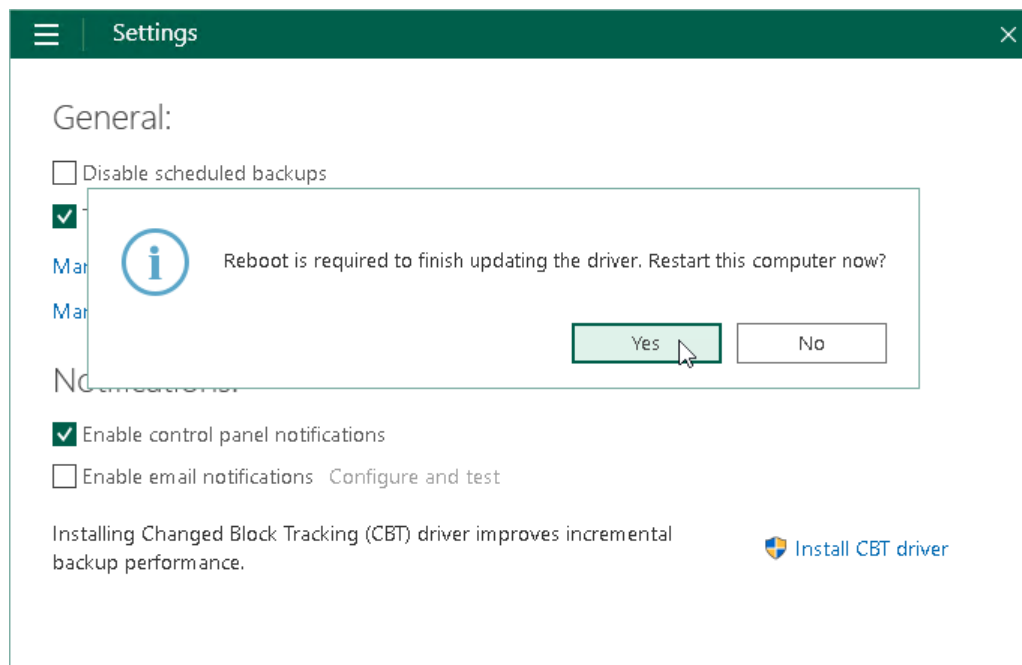 Settings
General:
Disable scheduled backups
Reboot is required to finish updating the driver. Restart this computer now?
Yes
No
Enable control panel notifications
Enable email notifications Configure and test
Installing Changed Block Tracking (CBT) driver improves incremental
backup performance.
Install CBT driver